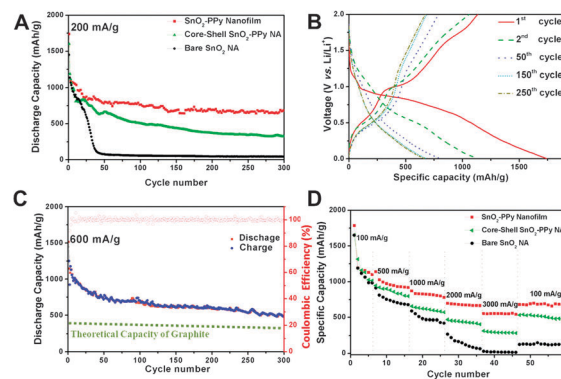 A
200 mA/g
SnO2-PPy Nanofilm
Core-Shell SnO2-PPy NA
Bare SnO2 NA
Discharge Capacity (mAh/g)
2000
1500
1000
500
0
0 50 100 150 200 250 300
Cycle number
B
1st cycle
2nd cycle
50th cycle
150th cycle
250th cycle
Voltage (V vs. Li/Li+)
2.0
1.6
1.2
0.8
0.4
0.0
0 500 1000 1500
Specific capacity (mAh/g)
C
600 mA/g
Dischage
Charge
Theoretical Capacity of Graphite
Discharge Capacity (mAh/g)
2000
1500
1000
500
0
0 50 100 150 200 250 300
Cycle number
Coulombic Efficiency (%)
100
80
60
40
20
0
D
SnO2-PPy Nanofilm
Core-Shell SnO2-PPy NA
Bare SnO2 NA
100 mA/g
500 mA/g
1000 mA/g
2000 mA/g
3000 mA/g
100 mA/g
Specific Capacity (mAh/g)
2000
1500
1000
500
0
0 10 20 30 40 50
Cycle number